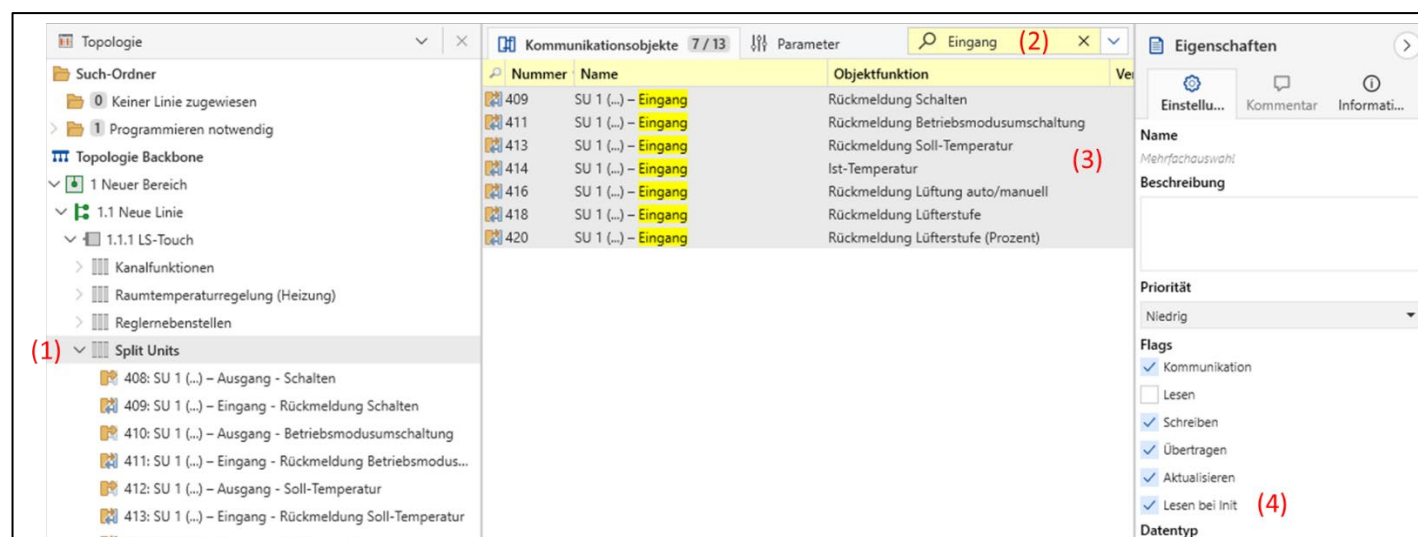 Topologie
Such-Ordner
0 Keiner Linie zugewiesen
1 Programmieren notwendig
Topologie Backbone
1 Neuer Bereich
1.1 Neue Linie
1.1.1 LS-Touch
Kanalfunktionen
Raumtemperaturregelung (Heizung)
Reglernebenstellen
(1) Split Units
408: SU 1 (...) – Ausgang - Schalten
409: SU 1 (...) – Eingang - Rückmeldung Schalten
410: SU 1 (...) – Ausgang - Betriebsmodusumschaltung
411: SU 1 (...) – Eingang - Rückmeldung Betriebsmodus...
412: SU 1 (...) – Ausgang - Soll-Temperatur
413: SU 1 (...) – Eingang - Rückmeldung Soll-Temperatur
Kommunikationsobjekte 7 / 13 Parameter Eingang (2)
Nummer Name Objektfunktion Ver
409 SU 1 (...) – Eingang Rückmeldung Schalten
411 SU 1 (...) – Eingang Rückmeldung Betriebsmodusumschaltung
413 SU 1 (...) – Eingang Rückmeldung Soll-Temperatur
(3)
414 SU 1 (...) – Eingang Ist-Temperatur
416 SU 1 (...) – Eingang Rückmeldung Lüftung auto/manuell
418 SU 1 (...) – Eingang Rückmeldung Lüfterstufe
420 SU 1 (...) – Eingang Rückmeldung Lüfterstufe (Prozent)
Eigenschaften
Einstellu... Kommentar Informati...
Name
Mehrfachauswahl
Beschreibung
Priorität
Niedrig
Flags
Kommunikation
Lesen
Schreiben
Übertragen
Aktualisieren
Lesen bei Init (4)
Datentyp